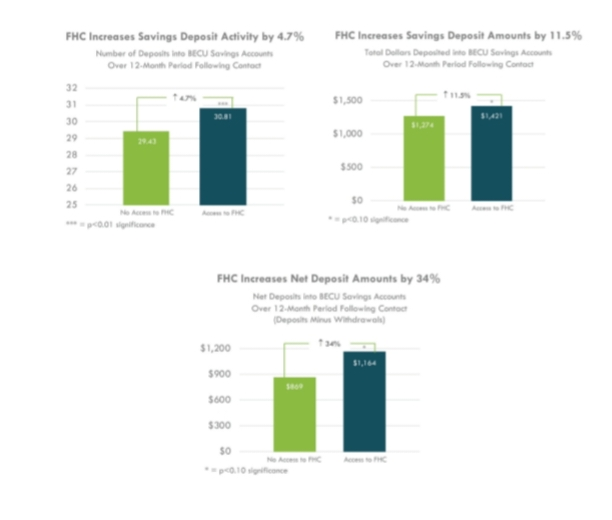 FHC Increases Savings Deposit Activity by 4.7%
Number of Deposits into BECU Savings Accounts
Over 12-Month Period Following Contact
32
31
30
29
28
27
26
25
↑ 4.7%
***
29.43
30.81
No Access to FHC
Access to FHC
*** = p<0.01 significance
FHC Increases Savings Deposit Amounts by 11.5%
Total Dollars Deposited into BECU Savings Accounts
Over 12-Month Period Following Contact
$1,500
$1,000
$500
$0
↑ 11.5%
*
$1,274
$1,421
No Access to FHC
Access to FHC
* = p<0.10 significance
FHC Increases Net Deposit Amounts by 34%
Net Deposits into BECU Savings Accounts
Over 12-Month Period Following Contact
(Deposits Minus Withdrawals)
$1,200
$900
$600
$300
$0
↑ 34%
*
$869
$1,164
No Access to FHC
Access to FHC
* = p<0.10 significance